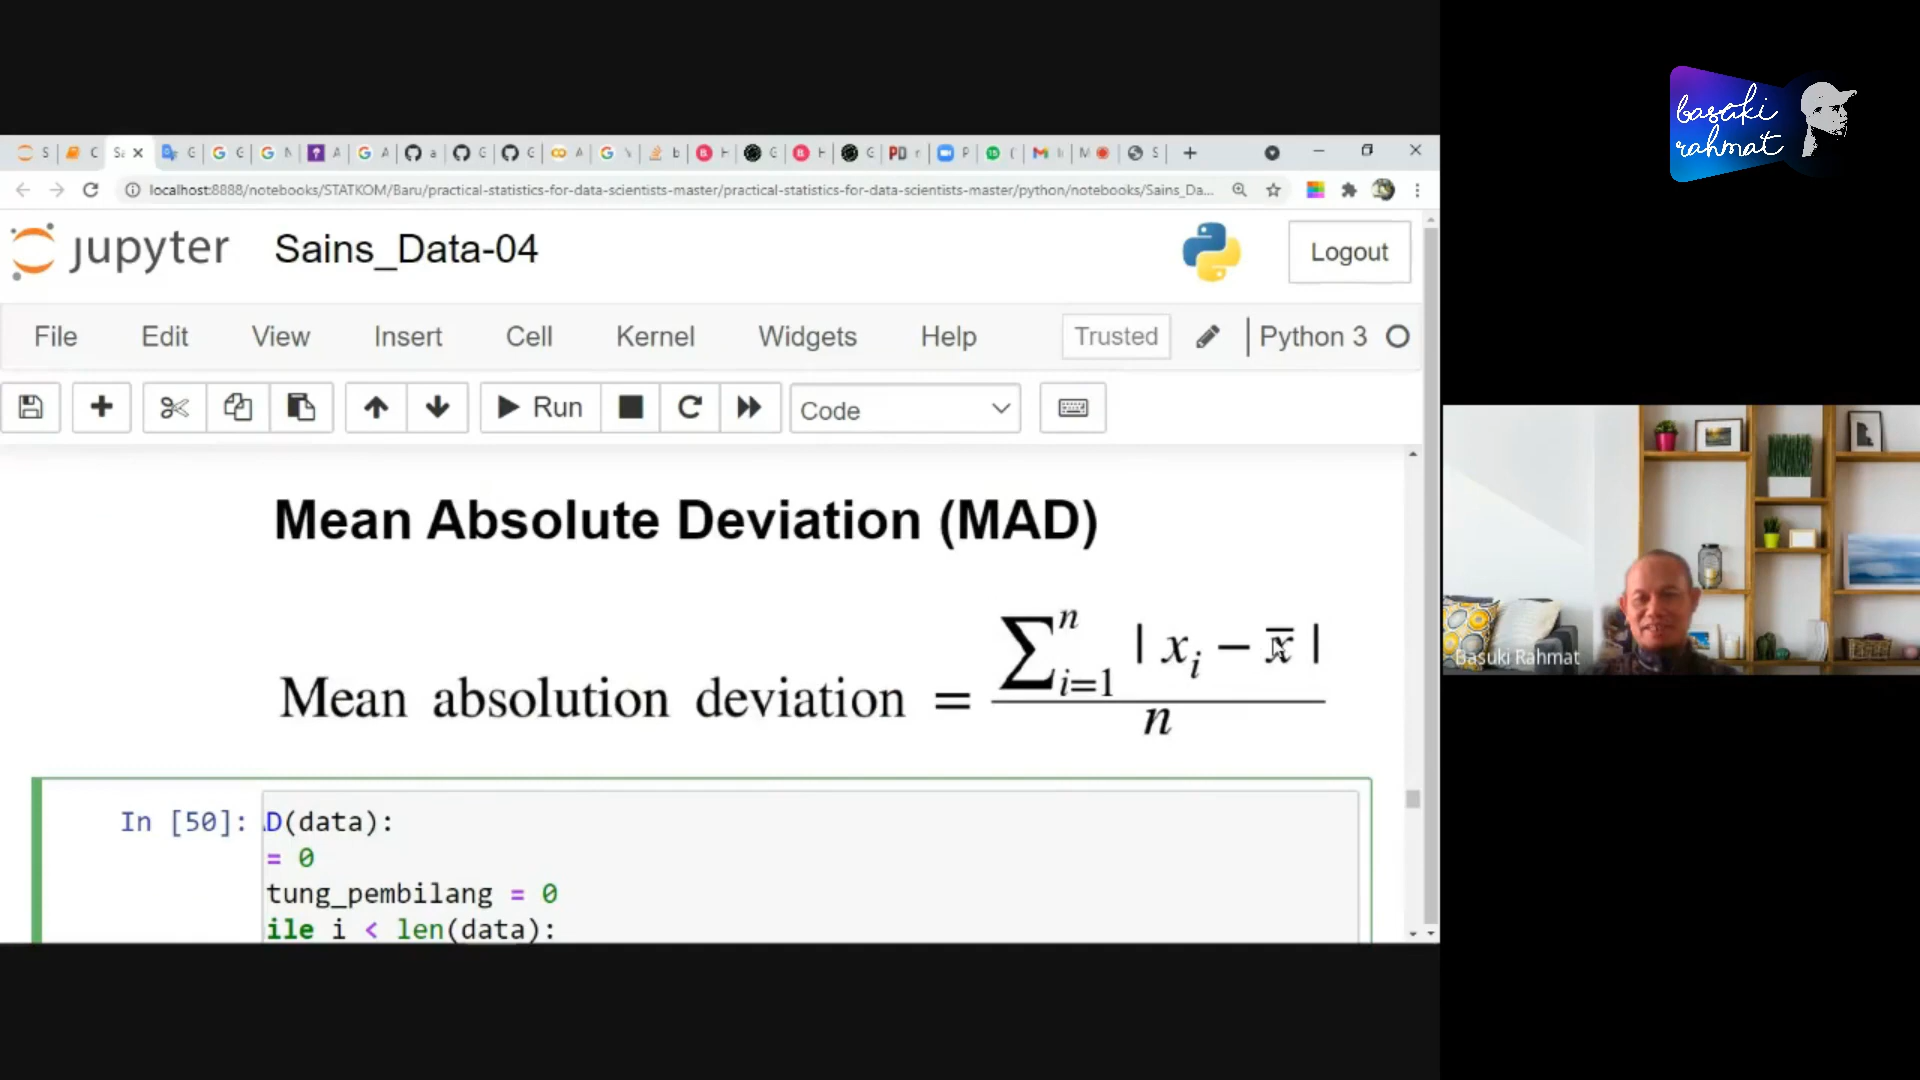 basuki
rahmat
S C Sa G G N A A a G G A b H G H G PD P M S
localhost:8888/notebooks/STATKOM/Baru/practical-statistics-for-data-scientists-master/practical-statistics-for-data-scientists-master/python/notebooks/Sains_Da...
jupyter Sains_Data-04
Logout
File Edit View Insert Cell Kernel Widgets Help Trusted Python 3
Run Code
Mean Absolute Deviation (MAD)
Mean absolution deviation = ∑ⁿᵢ₌₁ | xᵢ − x̅ | / n
In [50]: D(data):
= 0
tung_pembilang = 0
ile i < len(data):
Basuki Rahmat